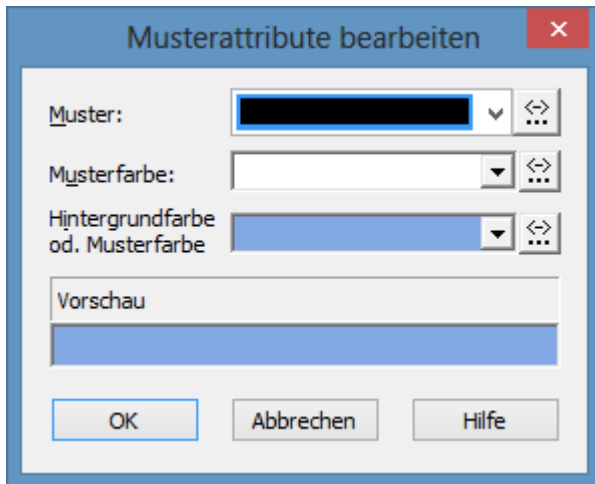 Musterattribute bearbeiten
Muster:
Musterfarbe:
Hintergrundfarbe
od. Musterfarbe
Vorschau
OK Abbrechen Hilfe